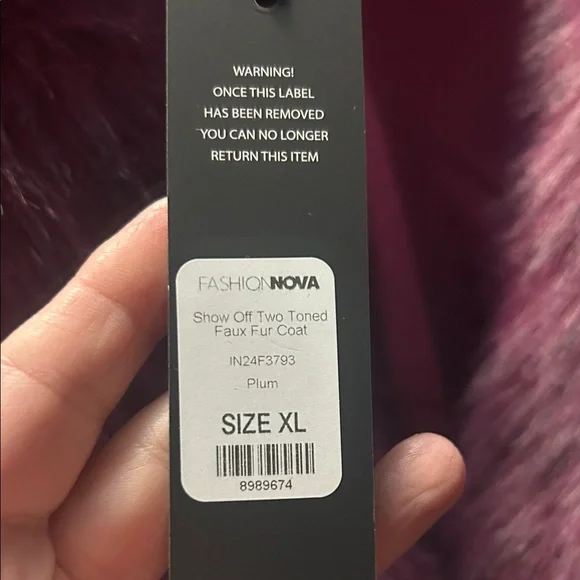 WARNING!
ONCE THIS LABEL
HAS BEEN REMOVED
YOU CAN NO LONGER
RETURN THIS ITEM
FASHIONNOVA
Show Off Two Toned
Faux Fur Coat
IN24F3793
Plum
SIZE XL
8989674